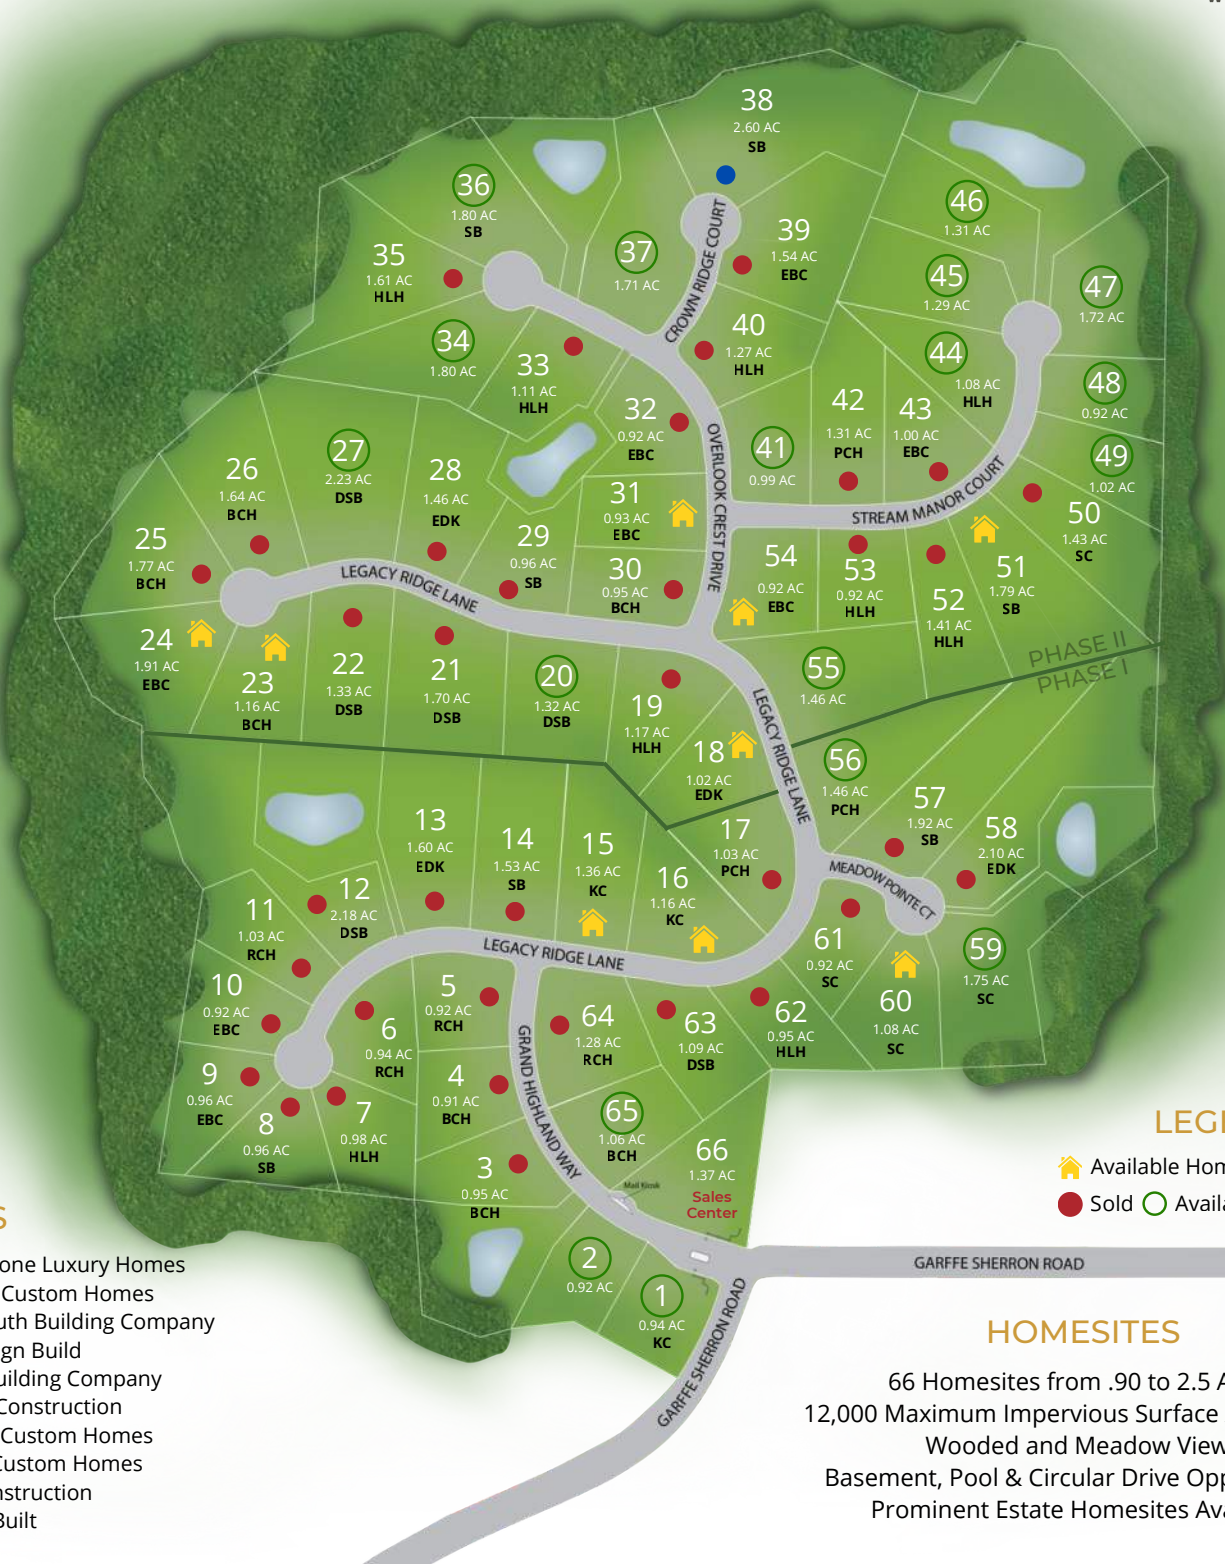 38
2.60 AC
SB
36
1.80 AC
SB
46
1.31 AC
35
1.61 AC
HLH
37
1.71 AC
CROWN RIDGE COURT
39
1.54 AC
EBC
45
1.29 AC
47
1.72 AC
34
1.80 AC
33
1.11 AC
HLH
40
1.27 AC
HLH
44
1.08 AC
HLH
48
0.92 AC
32
0.92 AC
EBC
OVERLOOK CREST DRIVE
41
0.99 AC
42
1.31 AC
PCH
43
1.00 AC
EBC
49
1.02 AC
27
2.23 AC
DSB
26
1.64 AC
BCH
28
1.46 AC
EDK
31
0.93 AC
EBC
STREAM MANOR COURT
50
1.43 AC
SC
25
1.77 AC
BCH
29
0.96 AC
SB
30
0.95 AC
BCH
54
0.92 AC
EBC
53
0.92 AC
HLH
52
1.41 AC
HLH
51
1.79 AC
SB
LEGACY RIDGE LANE
24
1.91 AC
EBC
23
1.16 AC
BCH
22
1.33 AC
DSB
21
1.70 AC
DSB
20
1.32 AC
DSB
19
1.17 AC
HLH
18
1.02 AC
EDK
LEGACY RIDGE LANE
55
1.46 AC
PHASE II
PHASE I
56
1.46 AC
PCH
57
1.92 AC
SB
58
2.10 AC
EDK
13
1.60 AC
EDK
14
1.53 AC
SB
15
1.36 AC
KC
16
1.16 AC
KC
17
1.03 AC
PCH
MEADOW POINTE CT
12
2.18 AC
DSB
11
1.03 AC
RCH
LEGACY RIDGE LANE
61
0.92 AC
SC
59
1.75 AC
SC
10
0.92 AC
EBC
5
0.92 AC
RCH
6
0.94 AC
RCH
GRAND HIGHLAND WAY
64
1.28 AC
RCH
63
1.09 AC
DSB
62
0.95 AC
HLH
60
1.08 AC
SC
9
0.96 AC
EBC
8
0.96 AC
SB
7
0.98 AC
HLH
4
0.91 AC
BCH
65
1.06 AC
BCH
66
1.37 AC
Sales
Center
3
0.95 AC
BCH
Mail Kiosk
2
0.92 AC
1
0.94 AC
KC
LEG
Available Hom
Sold Availa
GARFFE SHERRON ROAD
GARFFE SHERRON ROAD
S
one Luxury Homes
Custom Homes
uth Building Company
gn Build
uilding Company
Construction
Custom Homes
Custom Homes
nstruction
Built
HOMESITES
66 Homesites from .90 to 2.5 A
12,000 Maximum Impervious Surface
Wooded and Meadow View
Basement, Pool & Circular Drive Opp
Prominent Estate Homesites Ava